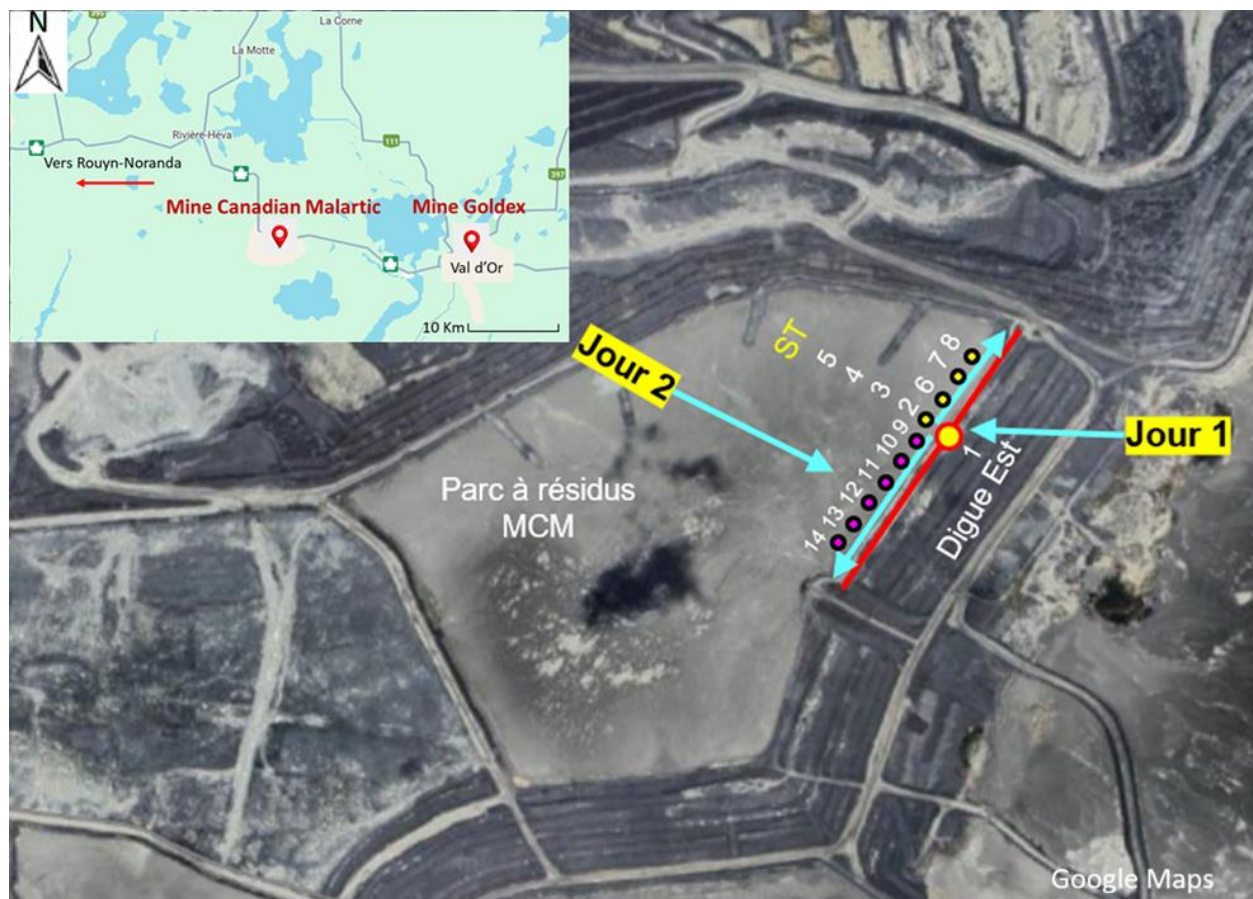 N
395
La Corne
La Motte
Rivière-Héva
111
Vers Rouyn-Noranda
397
Mine Canadian Malartic
Mine Goldex
Val d'Or
10 Km
Jour 2
ST
5
4
3
8
7
6
2
9
10
11
12
13
14
Jour 1
1
Digue Est
Parc à résidus
MCM
Google Maps